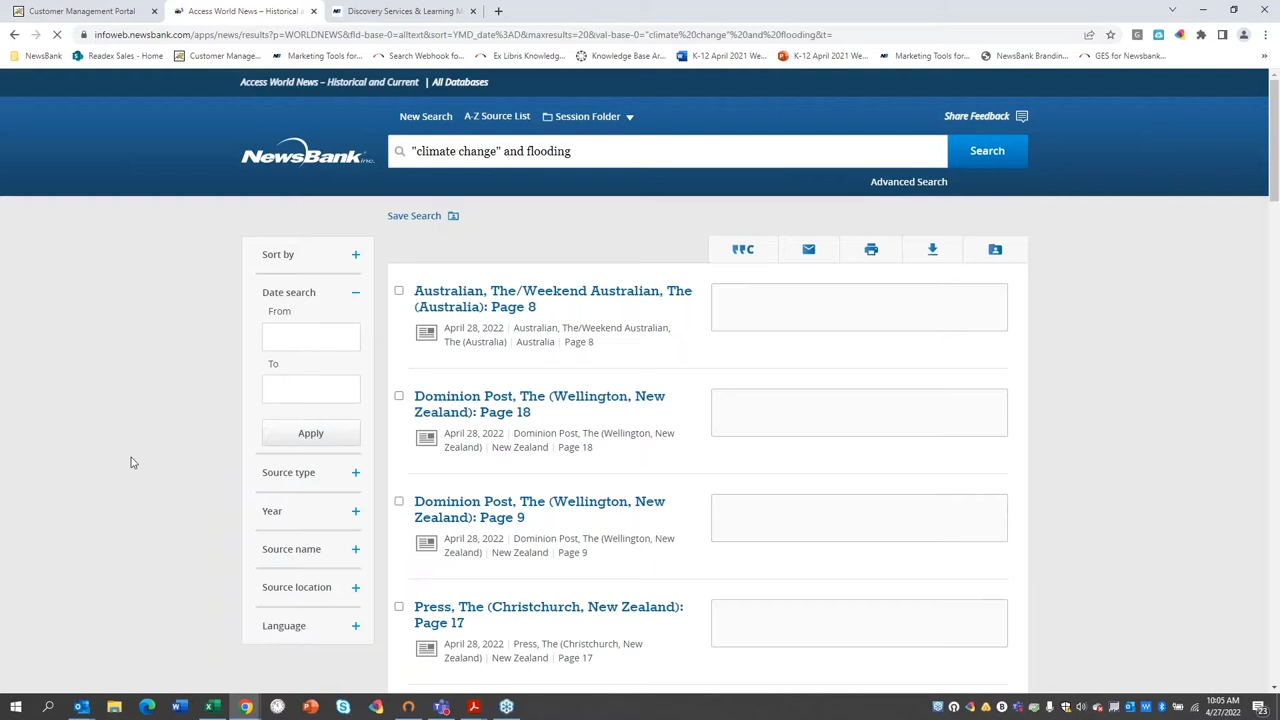 Customer Management Portal
Access World News – Historical a
Discovery Services & Learning M
infoweb.newsbank.com/apps/news/results?p=WORLDNEWS&fld-base-0=alltext&sort=YMD_date%3AD&maxresults=20&val-base-0="climate%20change"%20and%20flooding&t=
NewsBank
Readex Sales - Home
Customer Manage...
Marketing Tools for...
Search Webhook fo...
Ex Libris Knowledg...
Knowledge Base Ar...
K-12 April 2021 We...
K-12 April 2021 We...
Marketing Tools for...
NewsBank Brandin...
GES for Newsbank...
Access World News – Historical and Current | All Databases
New Search
A-Z Source List
Session Folder
Share Feedback
NewsBank inc.
"climate change" and flooding
Search
Advanced Search
Save Search
Sort by
Date search
From
To
Apply
Source type
Year
Source name
Source location
Language
Australian, The/Weekend Australian, The
(Australia): Page 8
April 28, 2022 | Australian, The/Weekend Australian,
The (Australia) | Australia | Page 8
Dominion Post, The (Wellington, New
Zealand): Page 18
April 28, 2022 | Dominion Post, The (Wellington, New
Zealand) | New Zealand | Page 18
Dominion Post, The (Wellington, New
Zealand): Page 9
April 28, 2022 | Dominion Post, The (Wellington, New
Zealand) | New Zealand | Page 9
Press, The (Christchurch, New Zealand):
Page 17
April 28, 2022 | Press, The (Christchurch, New
Zealand) | New Zealand | Page 17
10:05 AM
4/27/2022
23